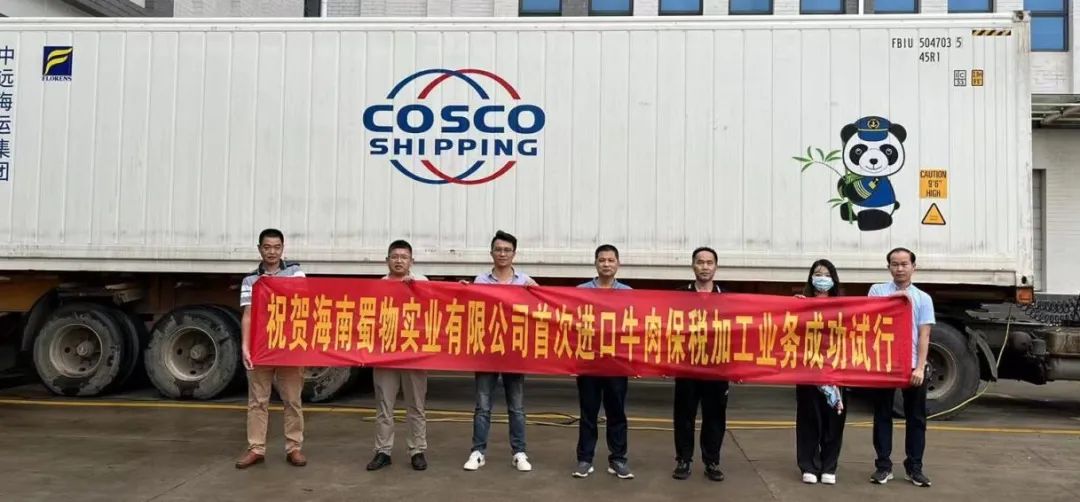 中远海运集团
FLORENS
COSCO
SHIPPING
FBIU 504703 5
45R1
CAUTION
9'6"
HIGH
祝贺海南蜀物实业有限公司首次进口牛肉保税加工业务成功试行